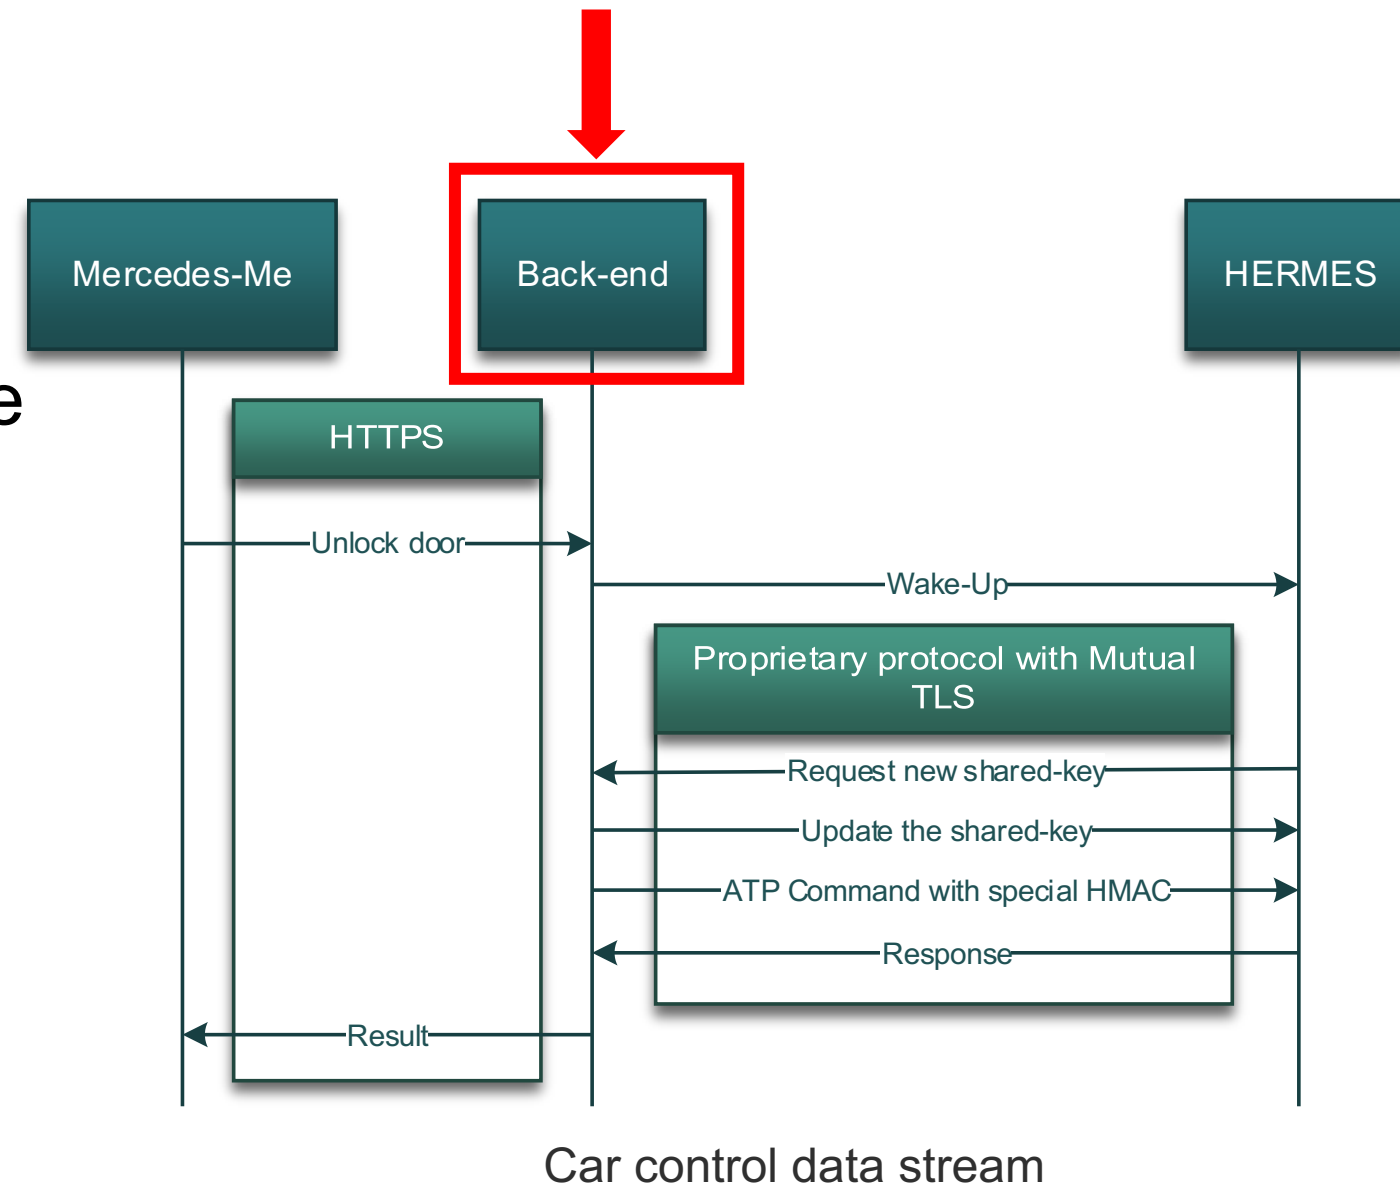 Mercedes-Me
Back-end
HERMES
e
HTTPS
Unlock door
Wake-Up
Proprietary protocol with Mutual
TLS
Request new shared-key
Update the shared-key
ATP Command with special HMAC
Response
Result
Car control data stream